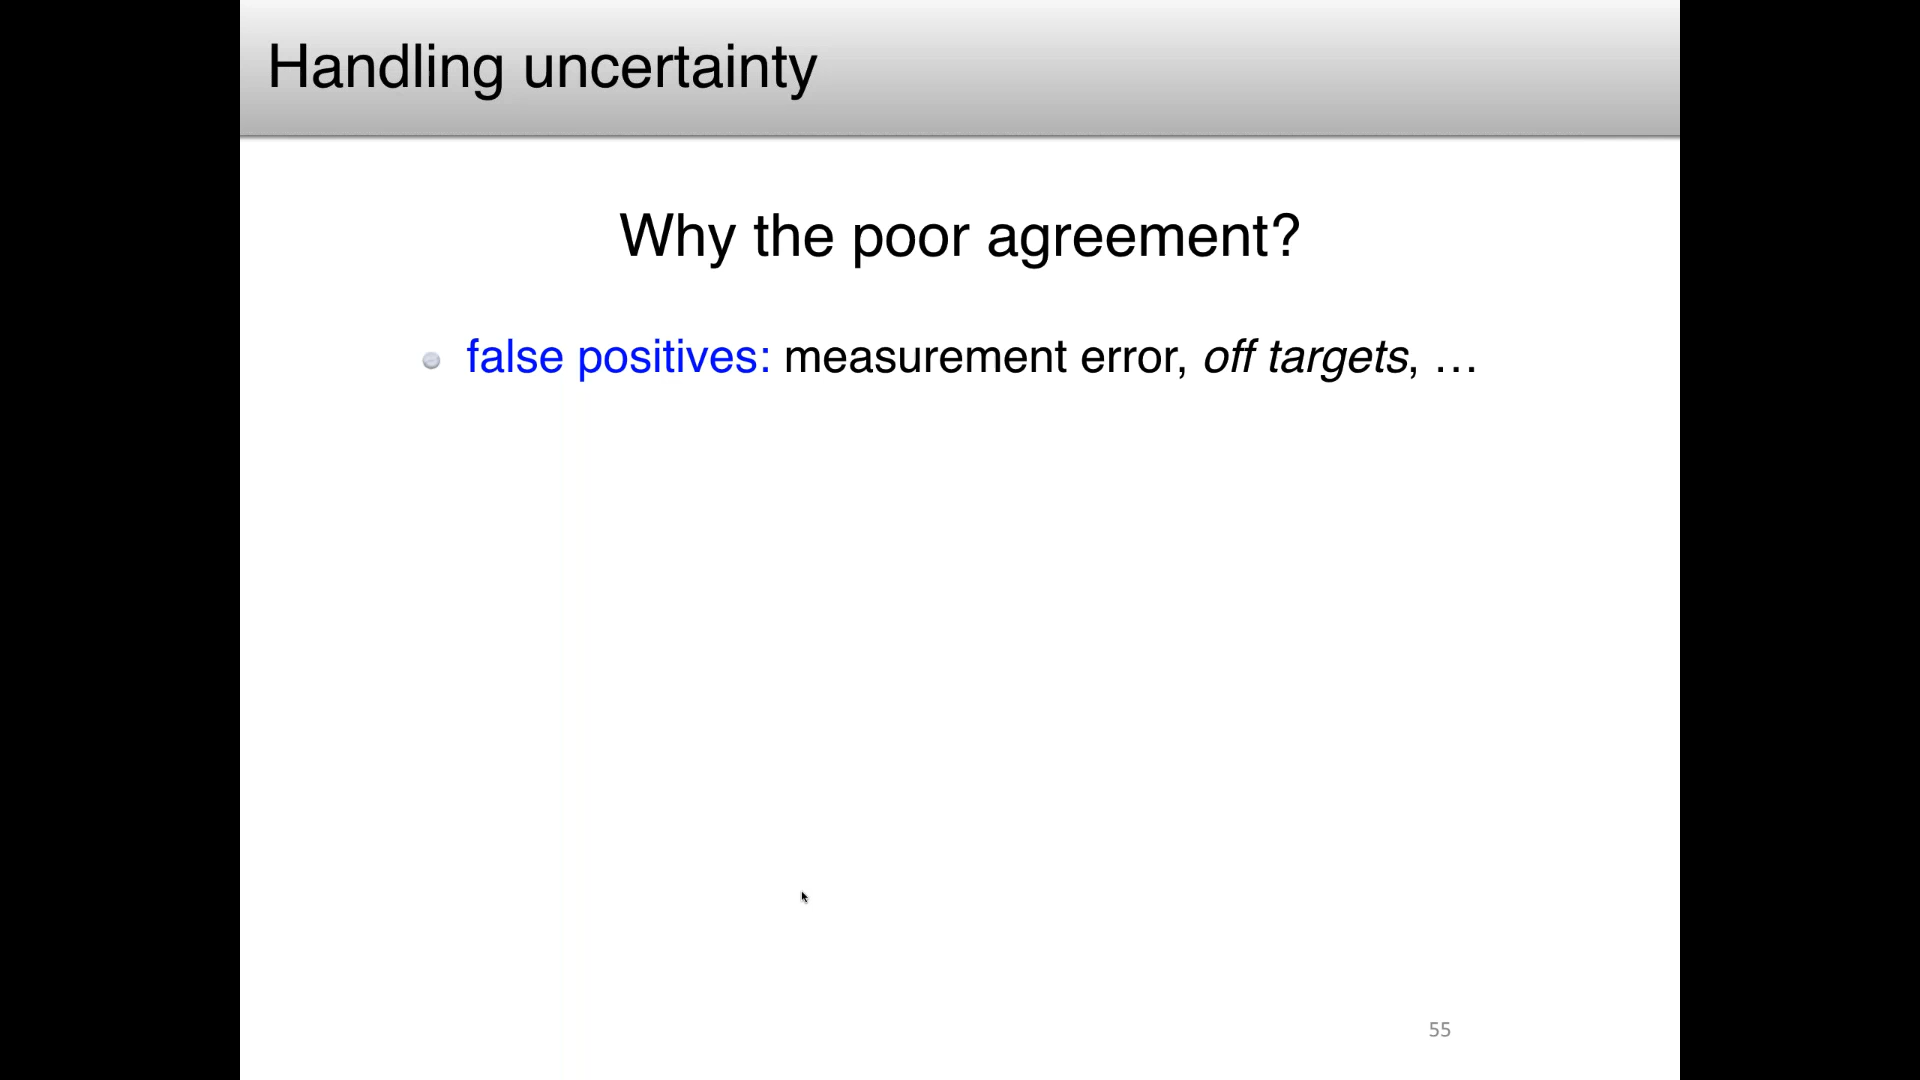 Handling uncertainty
Why the poor agreement?
false positives: measurement error, off targets, …
55